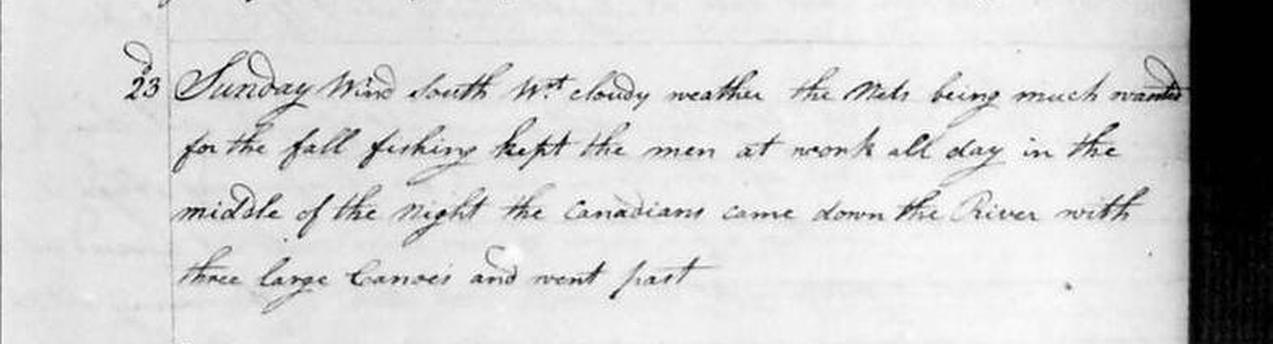 23d Sunday Wind South Wt cloudy weather the Nets being much wanted
for the fall fishing kept the men at work all day in the
middle of the Night the Canadians came down the River with
three large Canoes and went past